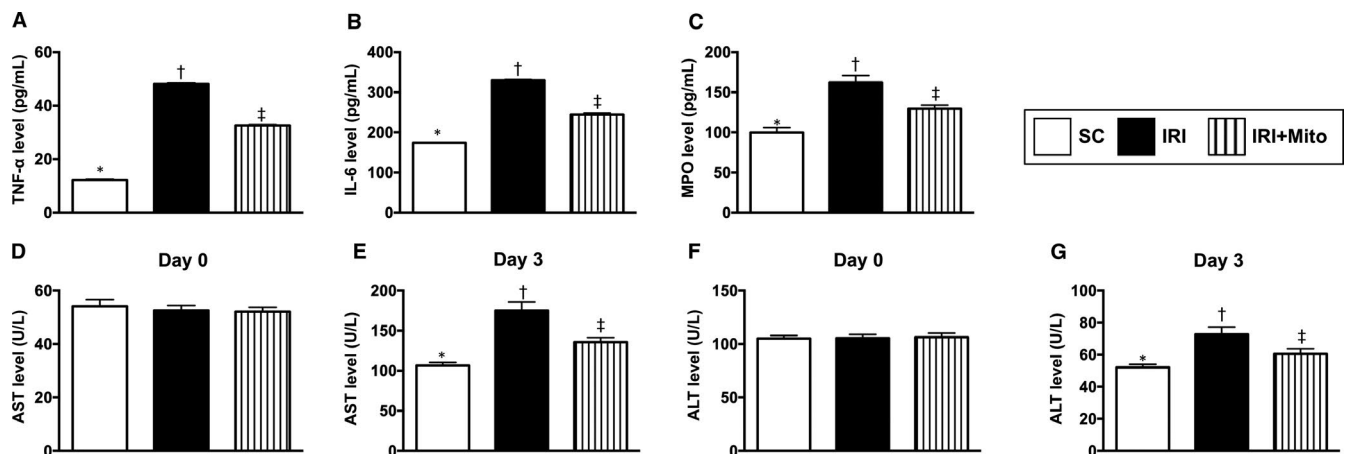 A
TNF-α level (pg/mL)
60
40
20
0
*
†
‡
B
IL-6 level (pg/mL)
400
300
200
100
0
*
†
‡
C
MPO level (pg/mL)
200
150
100
50
0
*
†
‡
SC IRI IRI+Mito
D
Day 0
AST level (U/L)
60
40
20
0
E
Day 3
AST level (U/L)
200
150
100
50
0
*
†
‡
F
Day 0
ALT level (U/L)
150
100
50
0
G
Day 3
ALT level (U/L)
100
80
60
40
20
0
*
†
‡